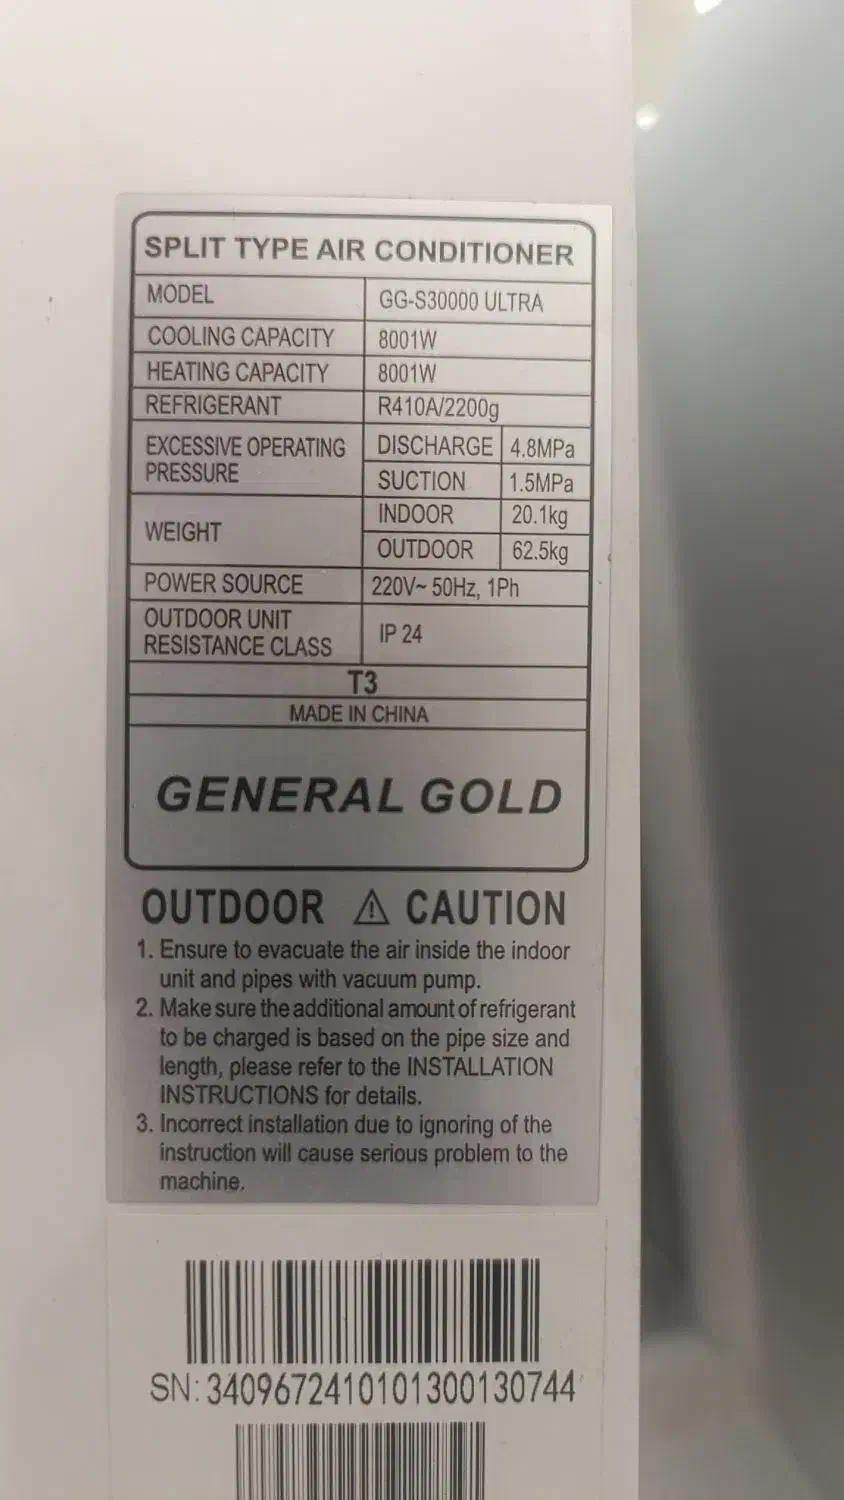 SPLIT TYPE AIR CONDITIONER
MODEL GG-S30000 ULTRA
COOLING CAPACITY 8001W
HEATING CAPACITY 8001W
REFRIGERANT R410A/2200g
EXCESSIVE OPERATING
PRESSURE
DISCHARGE 4.8MPa
SUCTION 1.5MPa
WEIGHT
INDOOR 20.1kg
OUTDOOR 62.5kg
POWER SOURCE 220V~ 50Hz, 1Ph
OUTDOOR UNIT
RESISTANCE CLASS
IP 24
T3
MADE IN CHINA
GENERAL GOLD
OUTDOOR ⚠ CAUTION
1. Ensure to evacuate the air inside the indoor
unit and pipes with vacuum pump.
2. Make sure the additional amount of refrigerant
to be charged is based on the pipe size and
length, please refer to the INSTALLATION
INSTRUCTIONS for details.
3. Incorrect installation due to ignoring of the
instruction will cause serious problem to the
machine.
SN: 3409672410101300130744